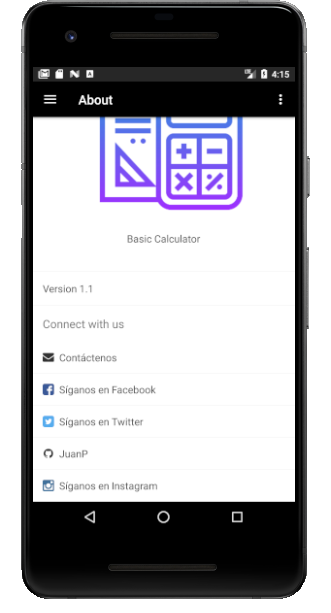 4:15
About
Basic Calculator
Version 1.1
Connect with us
Contáctenos
Síganos en Facebook
Síganos en Twitter
JuanP
Síganos en Instagram